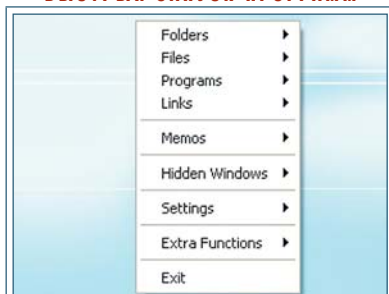 Folders
Files
Programs
Links
Memos
Hidden Windows
Settings
Extra Functions
Exit